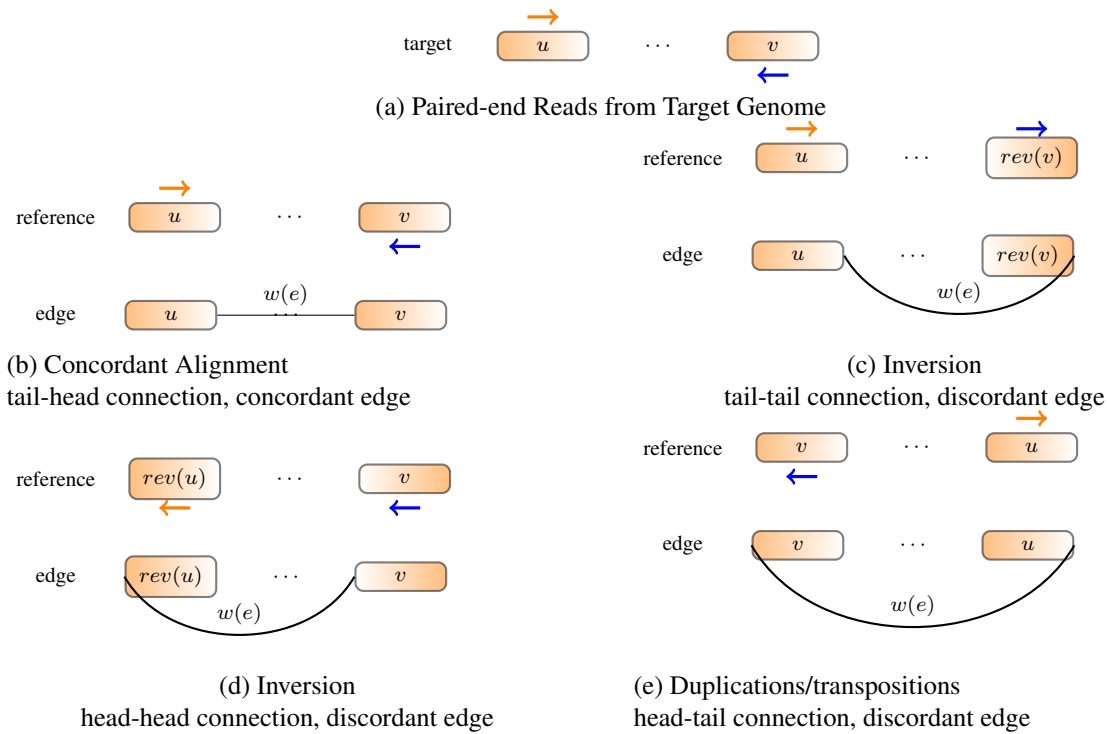 target u ··· v
(a) Paired-end Reads from Target Genome
reference u ··· v
edge u w(e) ··· v
(b) Concordant Alignment
tail-head connection, concordant edge
reference u ··· rev(v)
edge u ··· rev(v)
w(e)
(c) Inversion
tail-tail connection, discordant edge
reference rev(u) ··· v
edge rev(u) ··· v
w(e)
(d) Inversion
head-head connection, discordant edge
reference v ··· u
edge v ··· u
w(e)
(e) Duplications/transpositions
head-tail connection, discordant edge